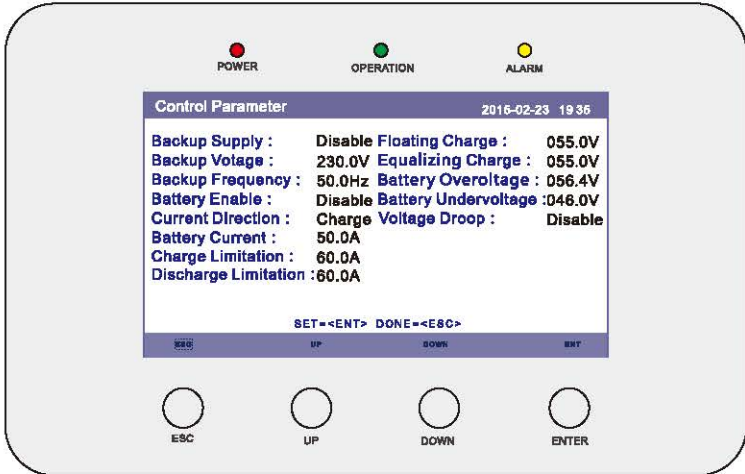 POWER OPERATION ALARM
Control Parameter 2016-02-23 19 36
Backup Supply : Disable Floating Charge : 055.0V
Backup Votage : 230.0V Equalizing Charge : 055.0V
Backup Frequency : 50.0Hz Battery Overoltage : 056.4V
Battery Enable : Disable Battery Undervoltage :046.0V
Current Direction : Charge Voltage Droop : Disable
Battery Current : 50.0A
Charge Limitation : 60.0A
Discharge Limitation :60.0A
SET=<ENT> DONE=<ESC>
ESC UP DOWN ENT
ESC UP DOWN ENTER